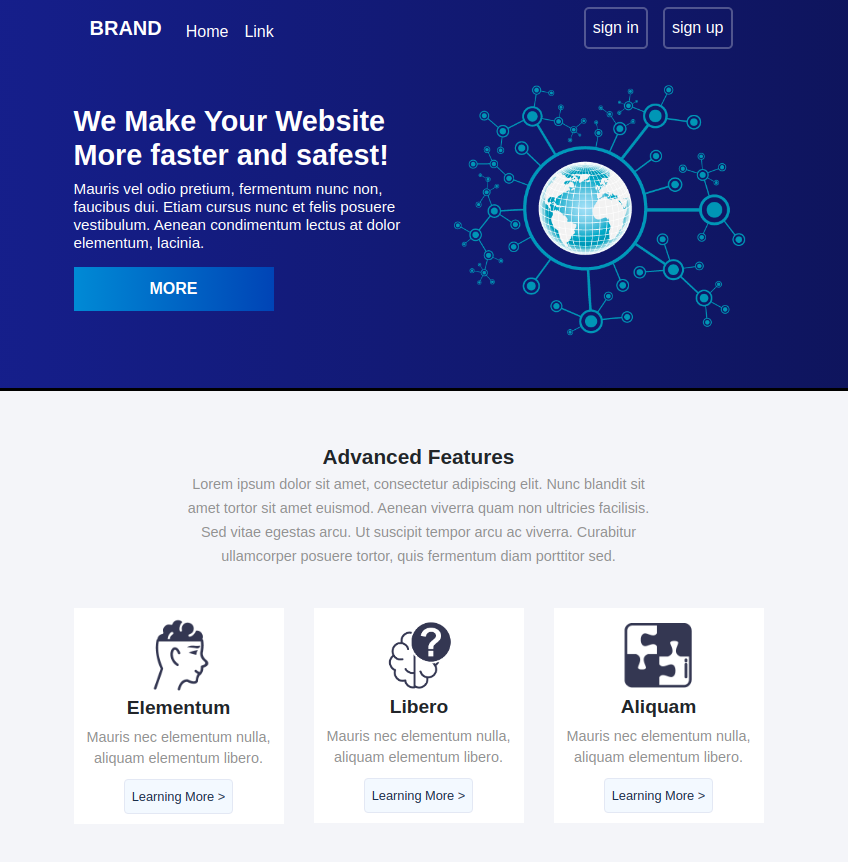 BRAND Home Link sign in sign up
We Make Your Website
More faster and safest!
Mauris vel odio pretium, fermentum nunc non,
faucibus dui. Etiam cursus nunc et felis posuere
vestibulum. Aenean condimentum lectus at dolor
elementum, lacinia.
MORE
Advanced Features
Lorem ipsum dolor sit amet, consectetur adipiscing elit. Nunc blandit sit
amet tortor sit amet euismod. Aenean viverra quam non ultricies facilisis.
Sed vitae egestas arcu. Ut suscipit tempor arcu ac viverra. Curabitur
ullamcorper posuere tortor, quis fermentum diam porttitor sed.
Elementum
Mauris nec elementum nulla,
aliquam elementum libero.
Learning More >
?
Libero
Mauris nec elementum nulla,
aliquam elementum libero.
Learning More >
Aliquam
Mauris nec elementum nulla,
aliquam elementum libero.
Learning More >